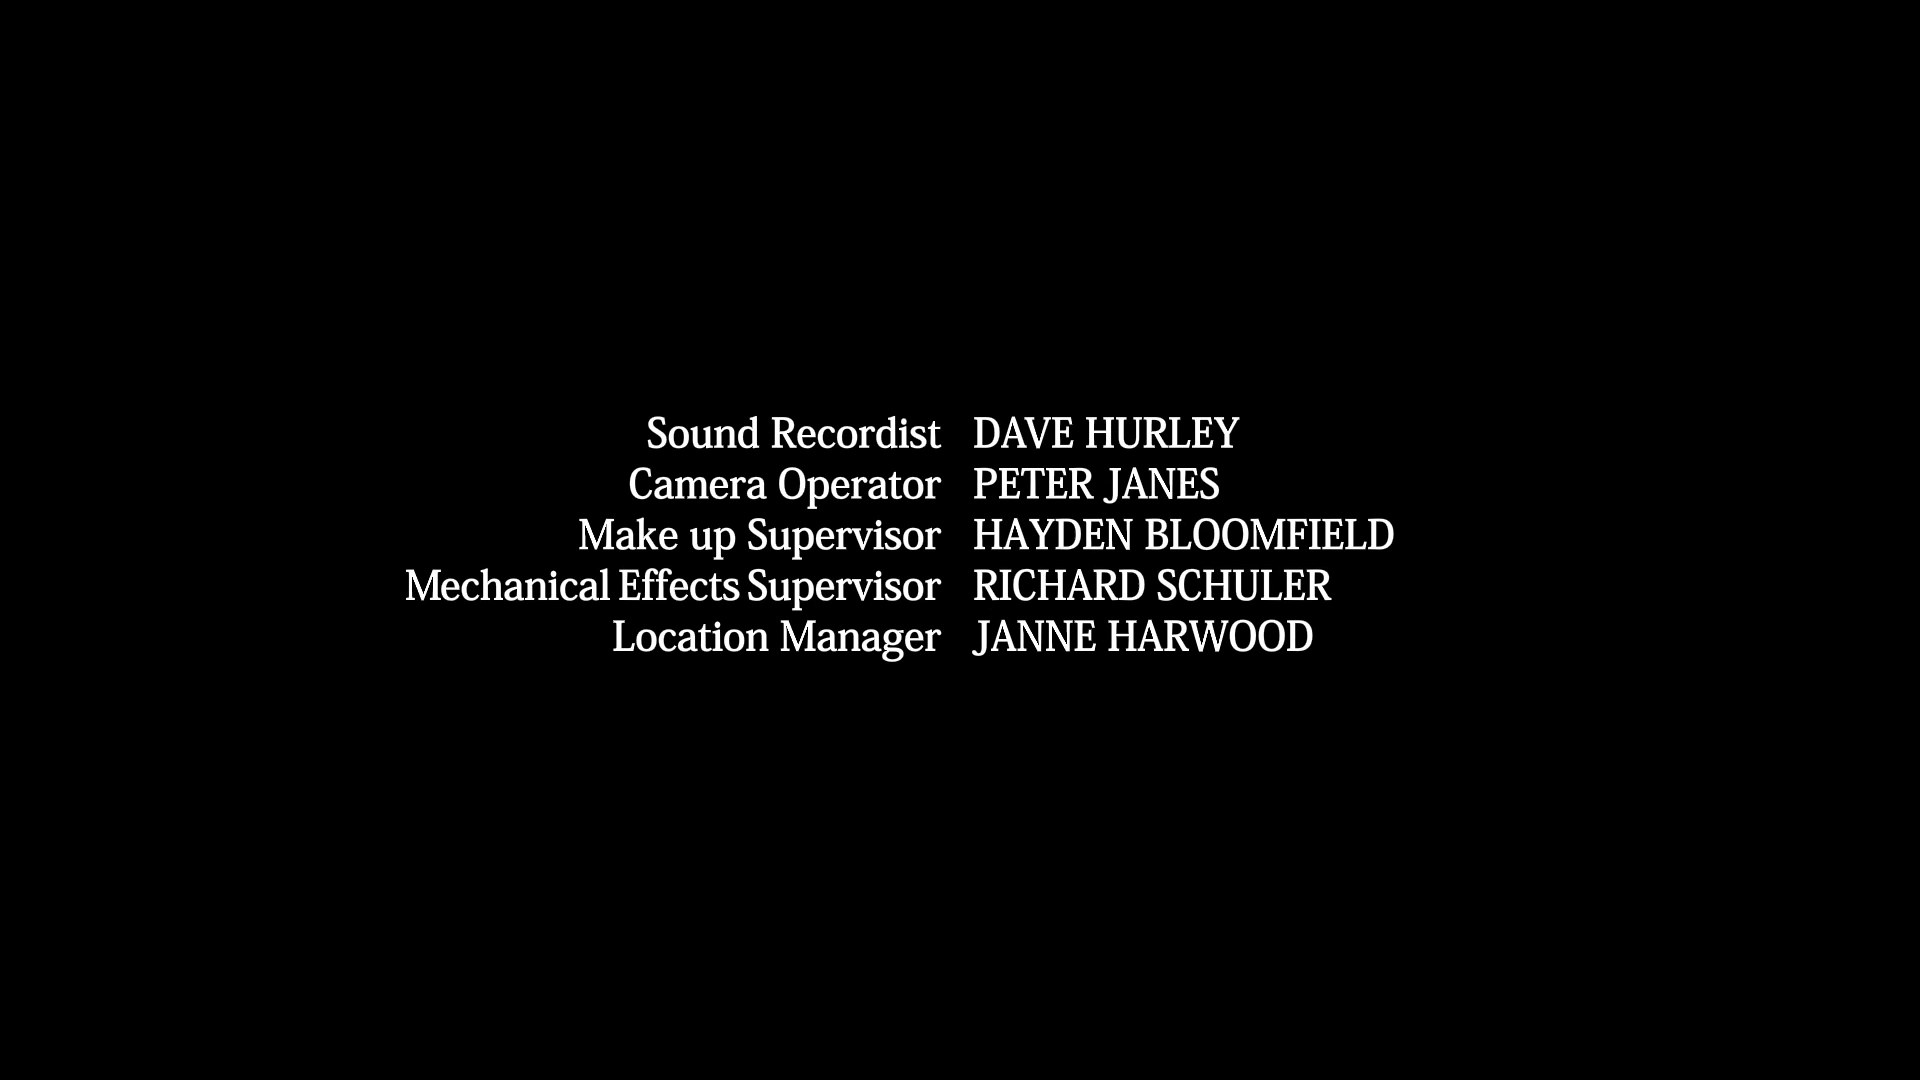 Sound Recordist DAVE HURLEY
Camera Operator PETER JANES
Make up Supervisor HAYDEN BLOOMFIELD
Mechanical Effects Supervisor RICHARD SCHULER
Location Manager JANNE HARWOOD